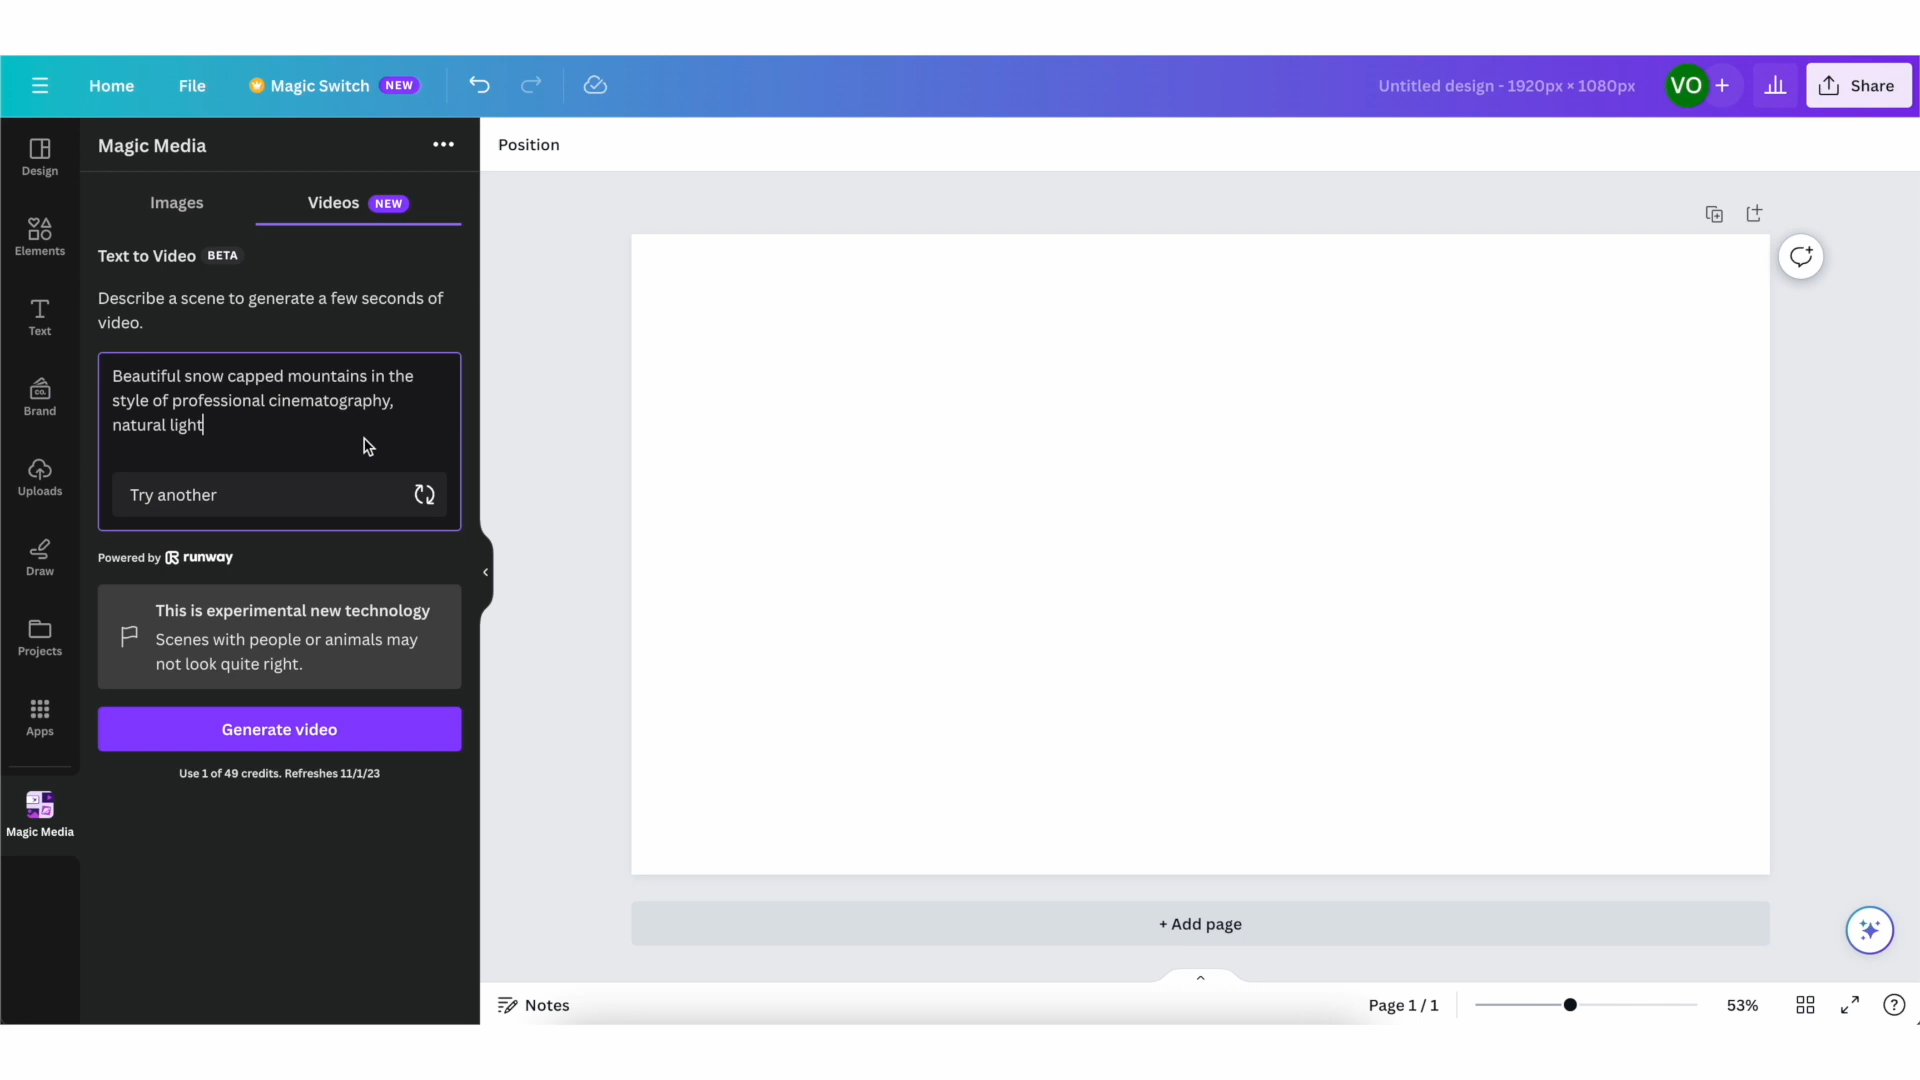 Home
File
Magic Switch NEW
Untitled design - 1920px × 1080px
VO
+
Share
Design
Elements
Text
CO.
Brand
Uploads
Draw
Projects
Apps
Magic Media
Magic Media
Images
Videos NEW
Text to Video BETA
Describe a scene to generate a few seconds of
video.
Beautiful snow capped mountains in the
style of professional cinematography,
natural light
Try another
Powered by runway
This is experimental new technology
Scenes with people or animals may
not look quite right.
Generate video
Use 1 of 49 credits. Refreshes 11/1/23
Position
+ Add page
Notes
Page 1 / 1
53%
?